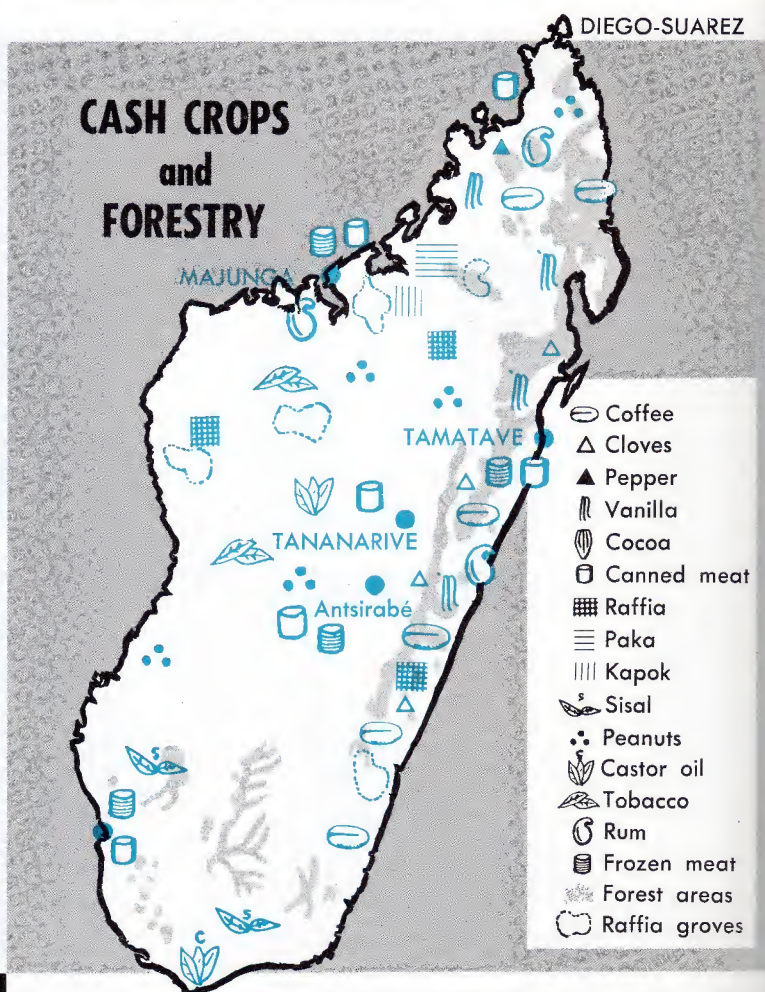 DIEGO-SUAREZ
CASH CROPS
and
FORESTRY
MAJUNGA
TAMATAVE
TANANARIVE
Antsirabé
S
S
C
Coffee
Cloves
Pepper
Vanilla
Cocoa
Canned meat
Raffia
Paka
Kapok
S
Sisal
Peanuts
S
Castor oil
Tobacco
Rum
Frozen meat
Forest areas
Raffia groves